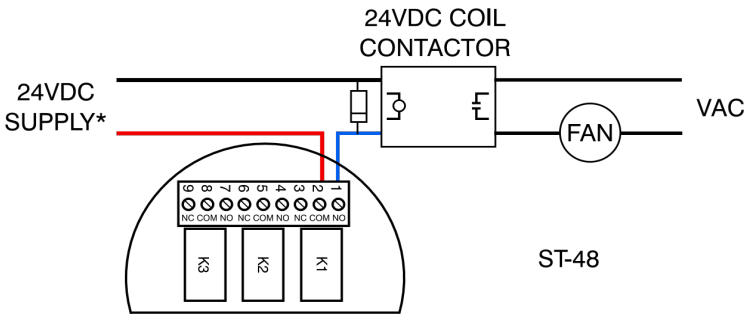 24VDC COIL
CONTACTOR
24VDC
SUPPLY*
VAC
FAN
9 8 7 6 5 4 3 2 1
NC COM NO NC COM NO NC COM NO
K3 K2 K1
ST-48